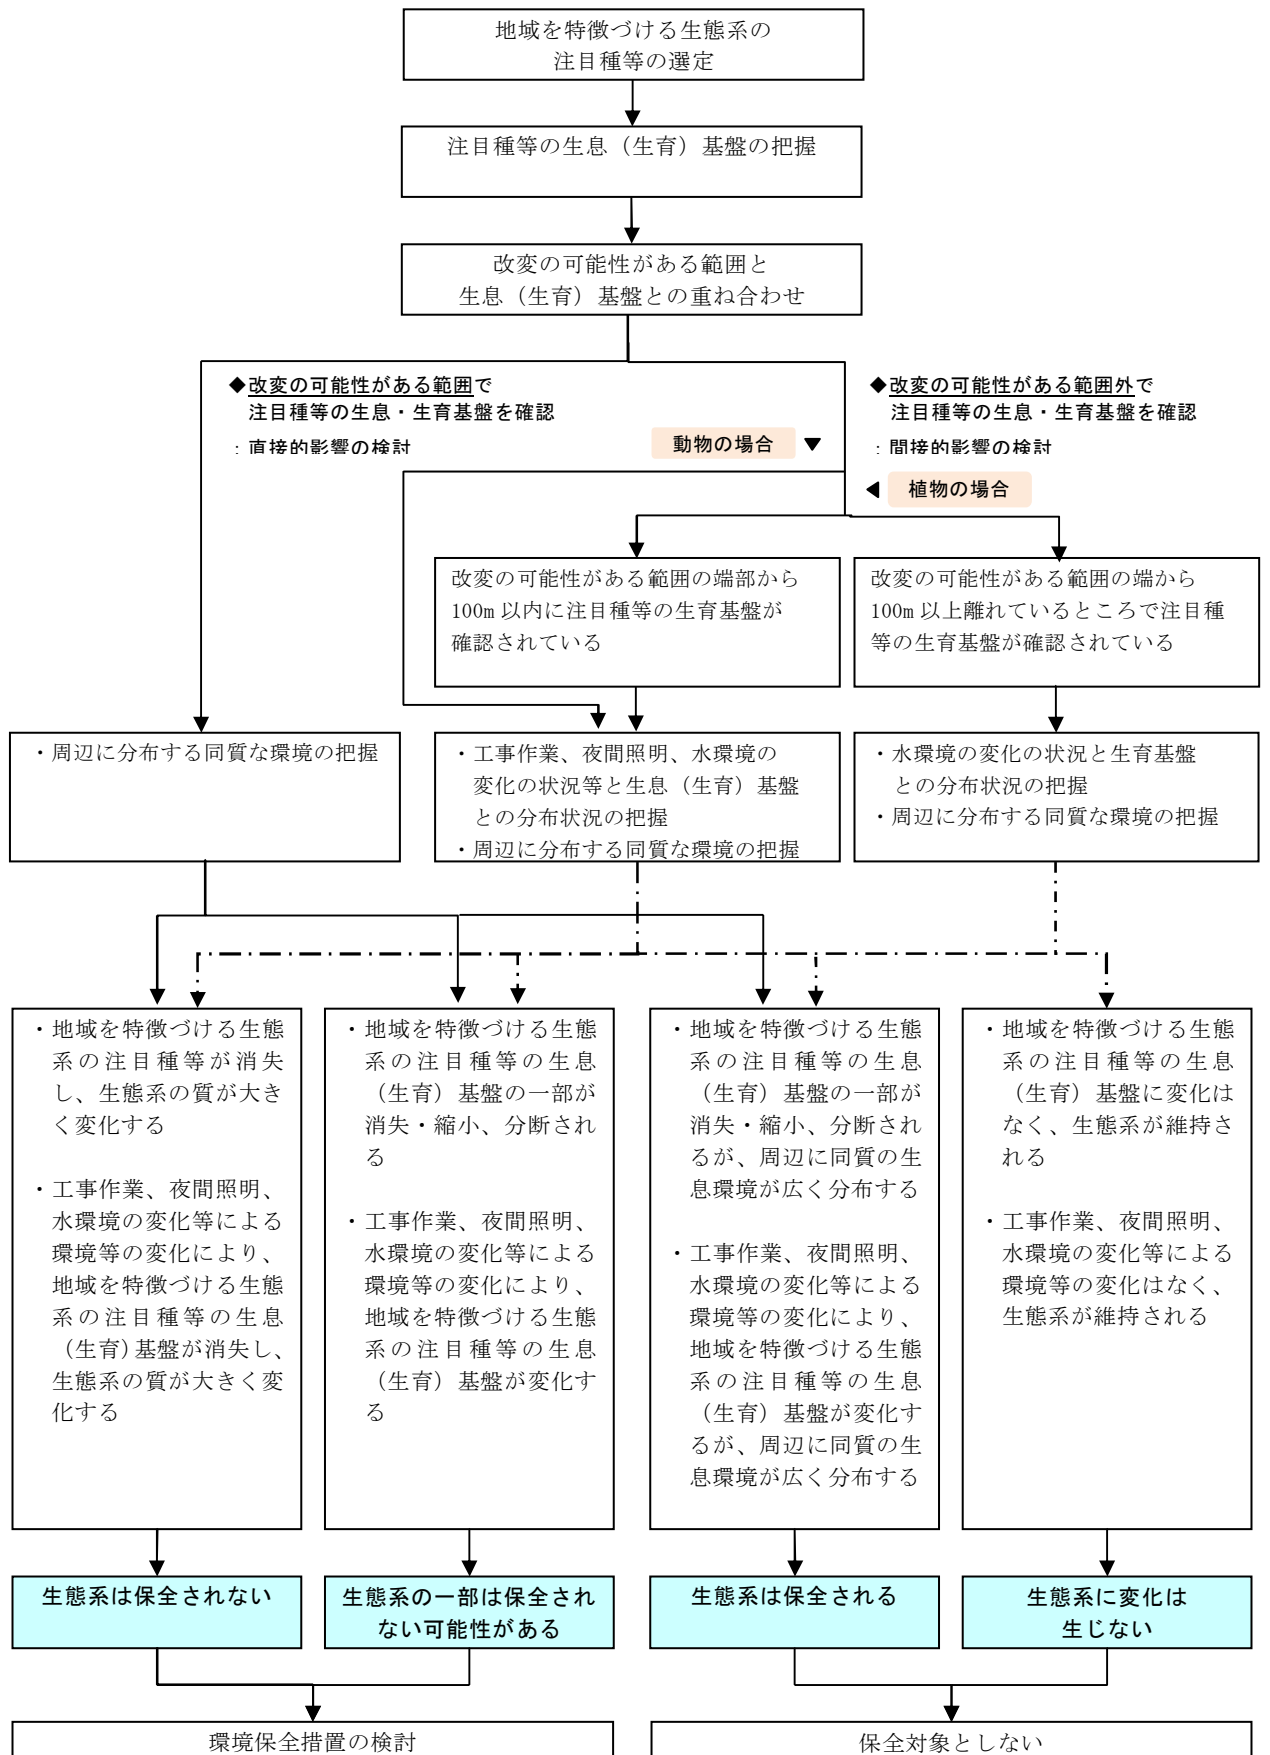 地域を特徴づける生態系の
注目種等の選定
注目種等の生息（生育）基盤の把握
改変の可能性がある範囲と
生息（生育）基盤との重ね合わせ
◆改変の可能性がある範囲で
注目種等の生息・生育基盤を確認
：直接的影響の検討
◆改変の可能性がある範囲外で
注目種等の生息・生育基盤を確認
：間接的影響の検討
動物の場合 ▼
◀ 植物の場合
改変の可能性がある範囲の端部から
100m 以内に注目種等の生育基盤が
確認されている
改変の可能性がある範囲の端から
100m 以上離れているところで注目種
等の生育基盤が確認されている
・周辺に分布する同質な環境の把握
・工事作業、夜間照明、水環境の
変化の状況等と生息（生育）基盤
との分布状況の把握
・周辺に分布する同質な環境の把握
・水環境の変化の状況と生育基盤
との分布状況の把握
・周辺に分布する同質な環境の把握
・地域を特徴づける生態
系の注目種等が消失
し、生態系の質が大き
く変化する
・工事作業、夜間照明、
水環境の変化等による
環境等の変化により、
地域を特徴づける生態
系の注目種等の生息
（生育）基盤が消失し、
生態系の質が大きく変
化する
・地域を特徴づける生態
系の注目種等の生息
（生育）基盤の一部が
消失・縮小、分断され
る
・工事作業、夜間照明、
水環境の変化等による
環境等の変化により、
地域を特徴づける生態
系の注目種等の生息
（生育）基盤が変化す
る
・地域を特徴づける生態
系の注目種等の生息
（生育）基盤の一部が
消失・縮小、分断され
るが、周辺に同質の生
息環境が広く分布する
・工事作業、夜間照明、
水環境の変化等による
環境等の変化により、
地域を特徴づける生態
系の注目種等の生息
（生育）基盤が変化す
るが、周辺に同質の生
息環境が広く分布する
・地域を特徴づける生態
系の注目種等の生息
（生育）基盤に変化は
なく、生態系が維持さ
れる
・工事作業、夜間照明、
水環境の変化等による
環境等の変化はなく、
生態系が維持される
生態系は保全されない
生態系の一部は保全され
ない可能性がある
生態系は保全される
生態系に変化は
生じない
環境保全措置の検討
保全対象としない